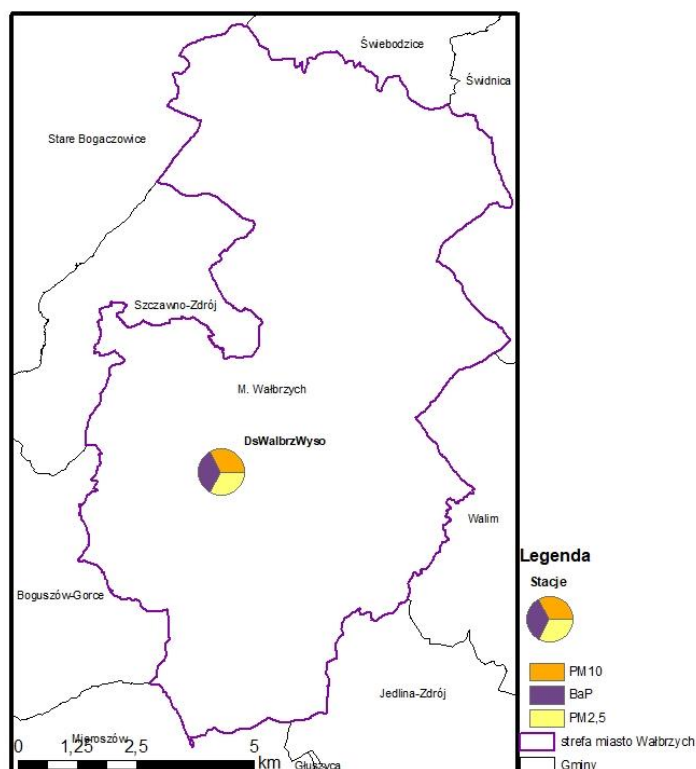 Świebodzice
Świdnica
Stare Bogaczowice
Szczawno-Zdrój
M. Wałbrzych
DsWalbrzWyso
Walim
Boguszów-Gorce
Jedlina-Zdrój
Mieroszów
Głuszyca
0 1,25 2,5 5
km
Legenda
Stacje
PM10
BaP
PM2,5
strefa miasto Wałbrzych
Gminy